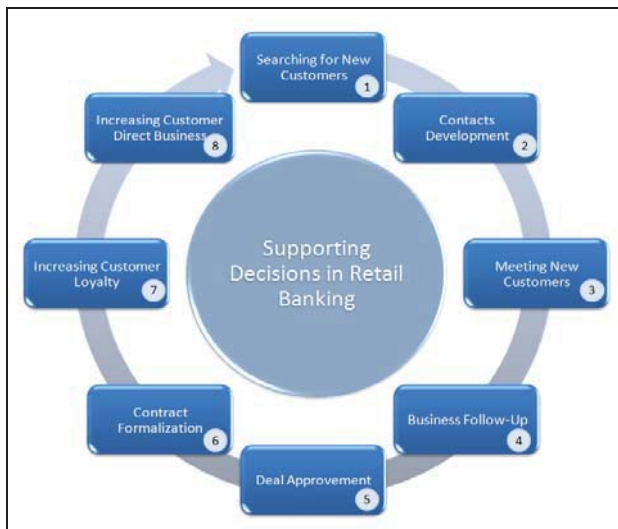 Searching for New
Customers
1
Contacts
Development
2
Meeting New
Customers
3
Business Follow-Up
4
Deal Approvement
5
Contract
Formalization
6
Increasing Customer
Loyalty
7
Increasing Customer
Direct Business
8
Supporting
Decisions in Retail
Banking